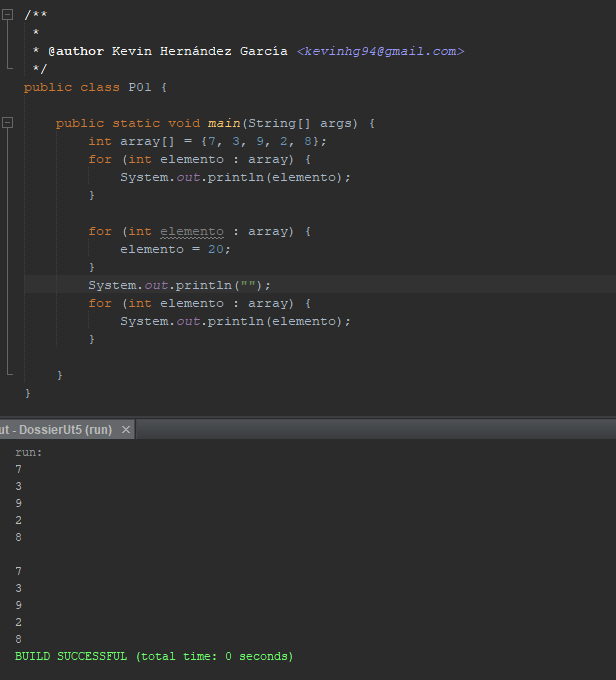 /**
 *
 * @author Kevin Hernández García <kevinhg94@gmail.com>
 */
public class P01 {
    public static void main(String[] args) {
        int array[] = {7, 3, 9, 2, 8};
        for (int elemento : array) {
            System.out.println(elemento);
        }
        for (int elemento : array) {
            elemento = 20;
        }
        System.out.println("");
        for (int elemento : array) {
            System.out.println(elemento);
        }
    }
}
ut - DossierUt5 (run) ×
run:
7
3
9
2
8
7
3
9
2
8
BUILD SUCCESSFUL (total time: 0 seconds)